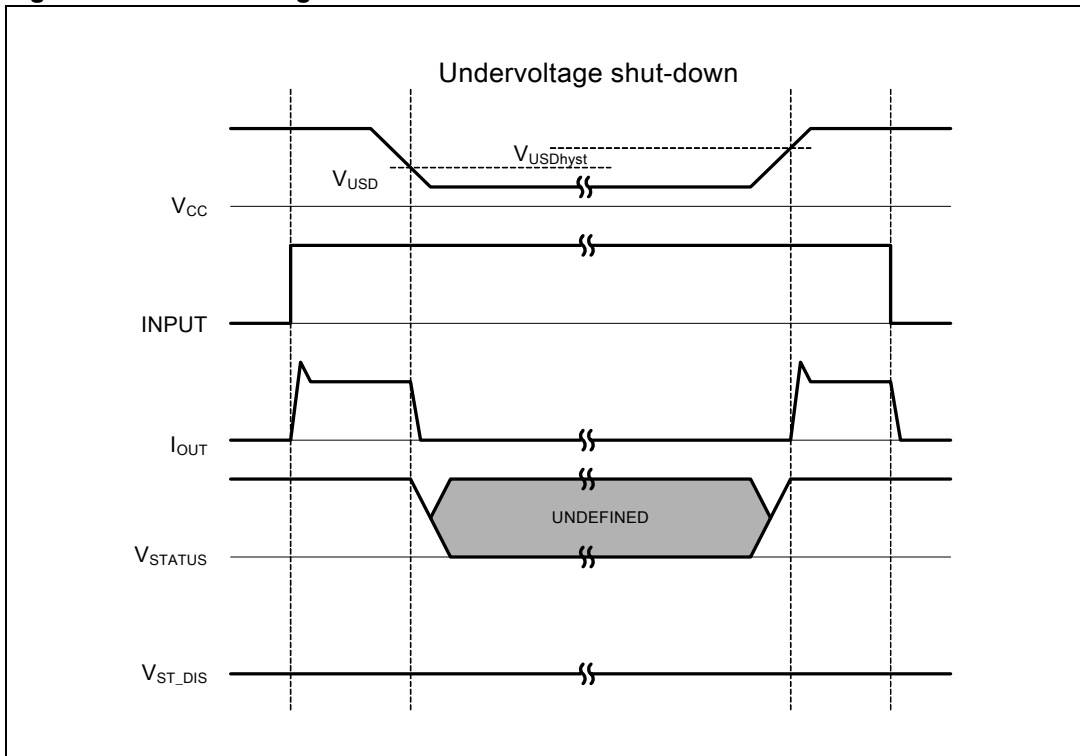 Undervoltage shut-down
V_USDhyst
V_USD
V_CC
INPUT
I_OUT
UNDEFINED
V_STATUS
V_ST_DIS